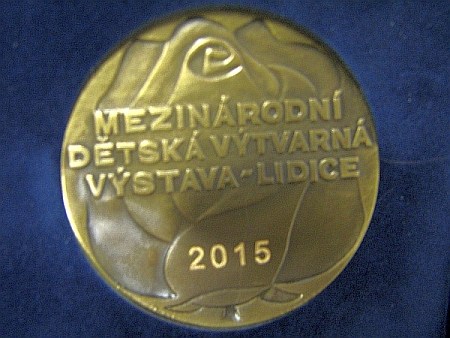 MEZINÁRODNÍ
DĚTSKÁ VÝTVARNÁ
VÝSTAVA-LIDICE
2015